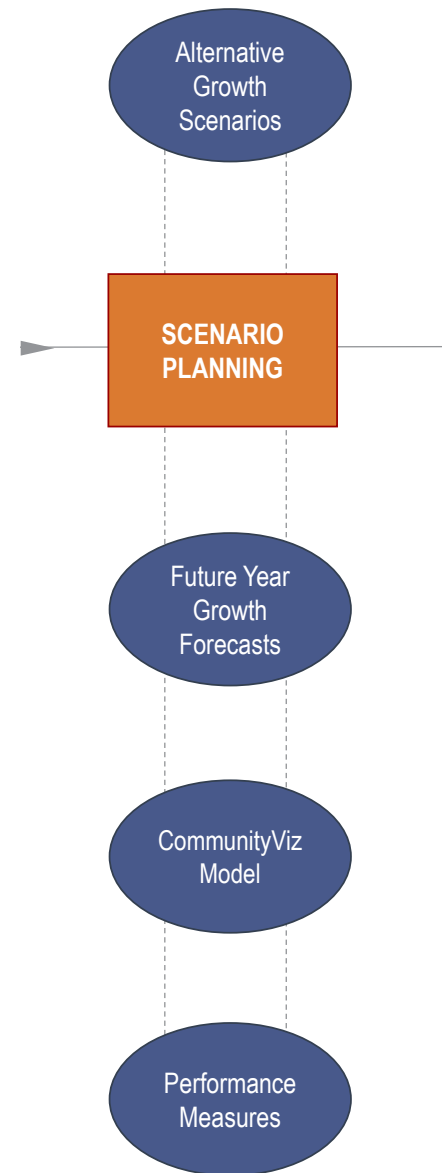 Alternative
Growth
Scenarios
SCENARIO
PLANNING
Future Year
Growth
Forecasts
CommunityViz
Model
Performance
Measures